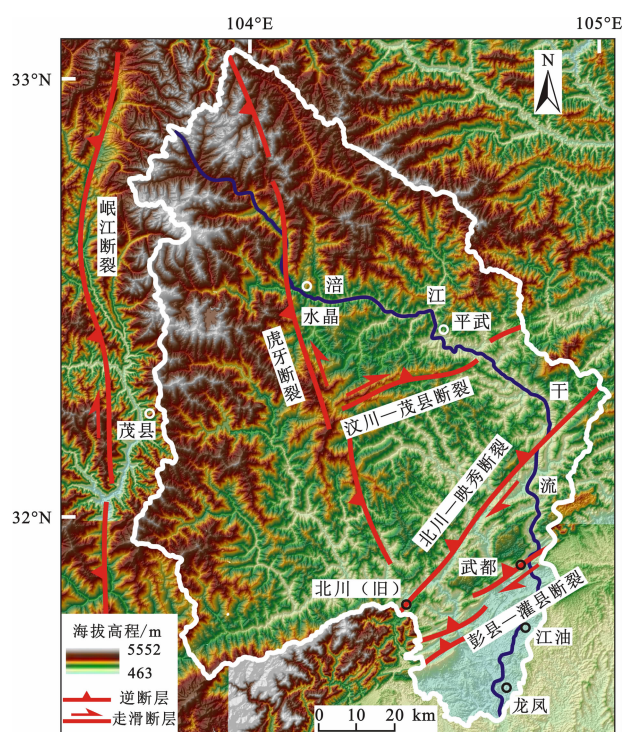 104°E
105°E
33°N
N
岷江断裂
涪
江
水晶
平武
虎牙断裂
干
汶川—茂县断裂
茂县
北川—映秀断裂
流
32°N
武都
北川（旧）
彭县—灌县断裂
江油
海拔高程/m
5552
463
逆断层
走滑断层
龙凤
0 10 20 km